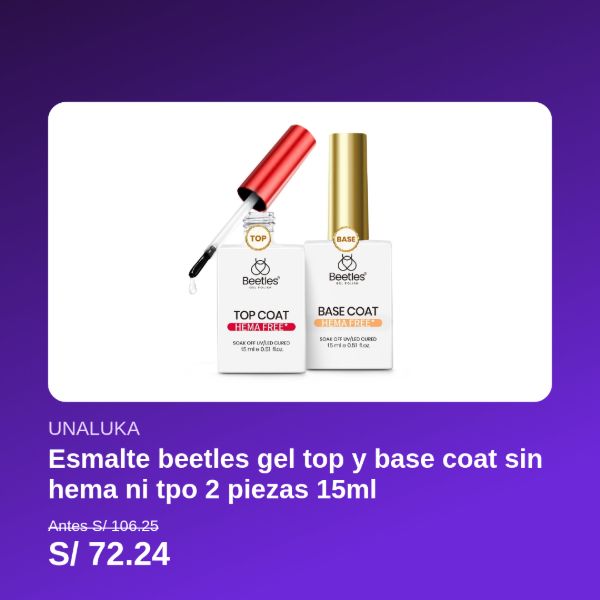 TOP
BASE
Beetles®
GEL POLISH
Beetles®
GEL POLISH
TOP COAT
HEMA FREE*
SOAK OFF UV/LED CURED
15 ml e 0.51 fl.oz.
BASE COAT
HEMA FREE*
SOAK OFF UV/LED CURED
15 ml e 0.51 fl.oz.
UNALUKA
Esmalte beetles gel top y base coat sin
hema ni tpo 2 piezas 15ml
Antes S/ 106.25
S/ 72.24